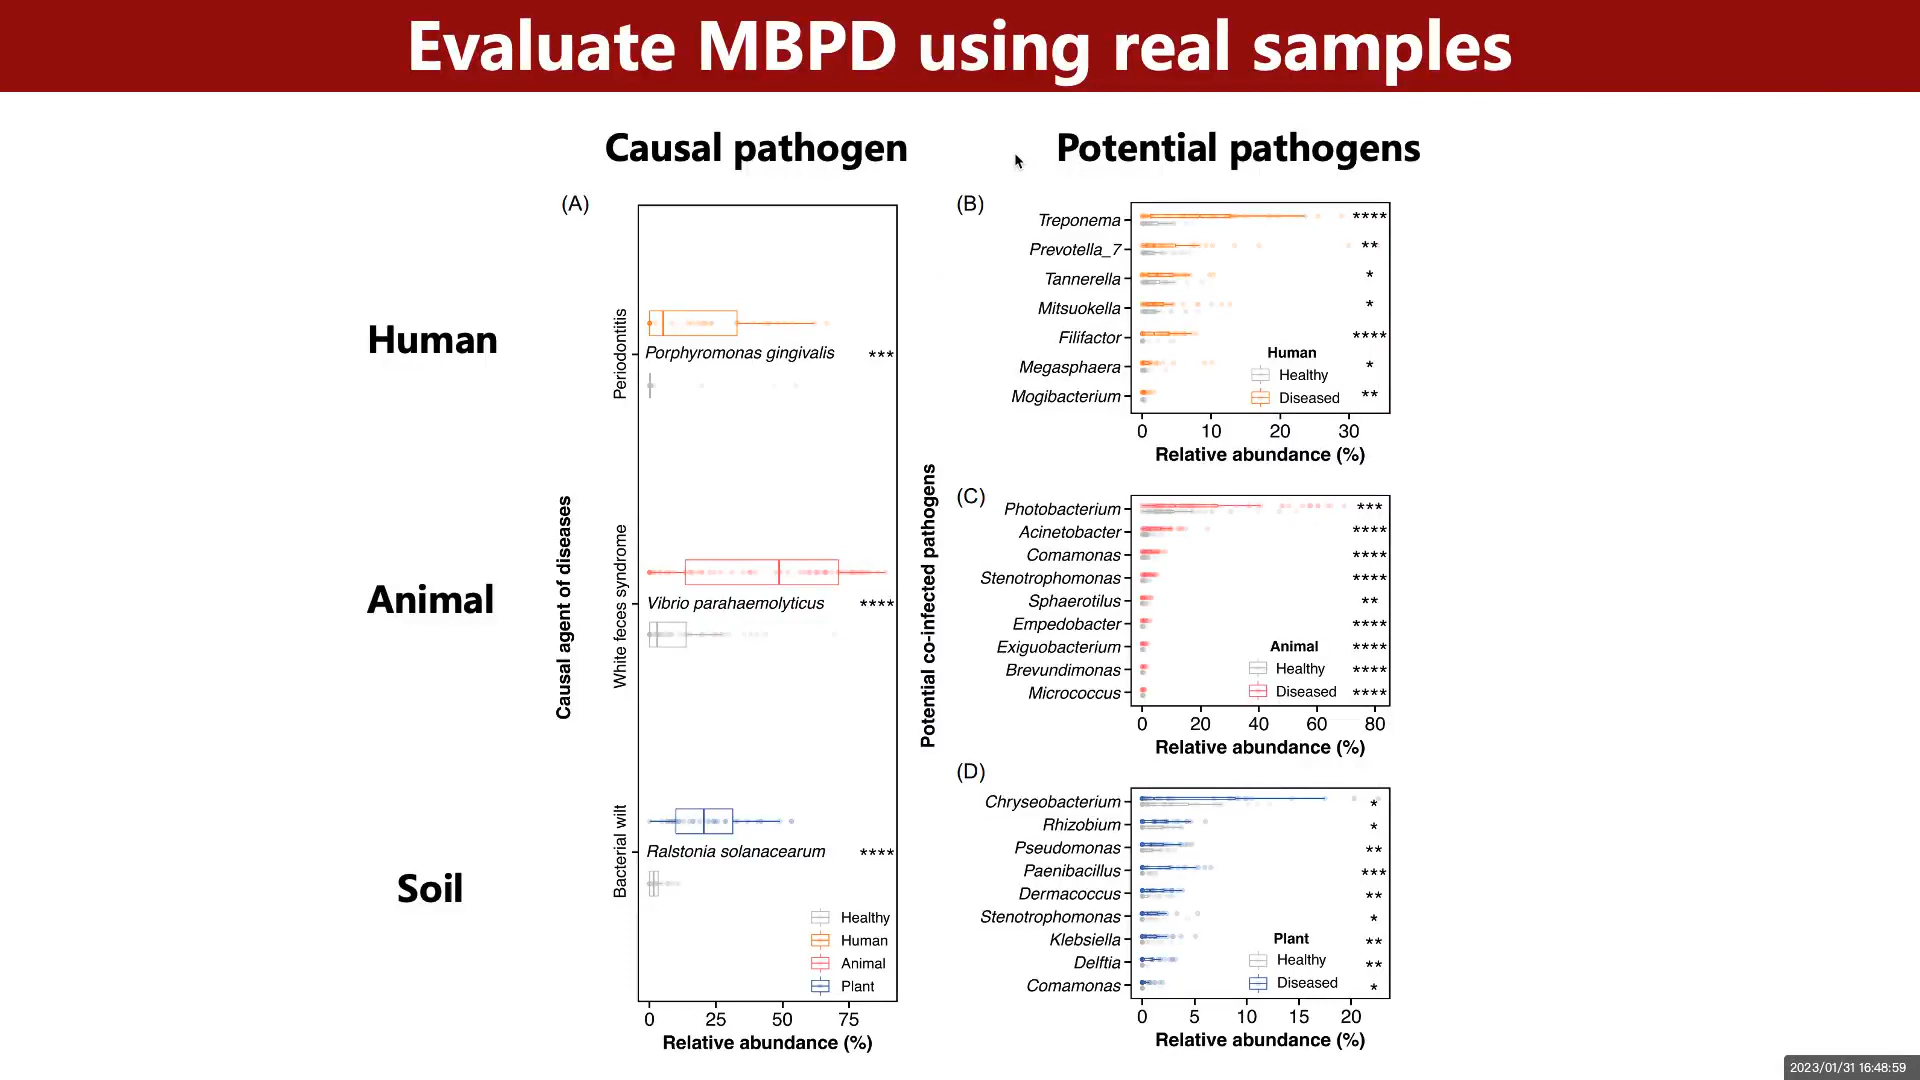 Evaluate MBPD using real samples
Causal pathogen
Potential pathogens
Human
Animal
Soil
(A)
Causal agent of diseases
Periodontitis
Porphyromonas gingivalis
***
White feces syndrome
Vibrio parahaemolyticus
****
Bacterial wilt
Ralstonia solanacearum
****
Healthy
Human
Animal
Plant
0 25 50 75
Relative abundance (%)
Potential co-infected pathogens
(B)
Treponema ****
Prevotella_7 **
Tannerella *
Mitsuokella *
Filifactor ****
Megasphaera *
Mogibacterium **
Human
Healthy
Diseased
0 10 20 30
Relative abundance (%)
(C)
Photobacterium ***
Acinetobacter ****
Comamonas ****
Stenotrophomonas ****
Sphaerotilus **
Empedobacter ****
Exiguobacterium ****
Brevundimonas ****
Micrococcus ****
Animal
Healthy
Diseased
0 20 40 60 80
Relative abundance (%)
(D)
Chryseobacterium *
Rhizobium *
Pseudomonas **
Paenibacillus ***
Dermacoccus **
Stenotrophomonas *
Klebsiella **
Delftia **
Comamonas *
Plant
Healthy
Diseased
0 5 10 15 20
Relative abundance (%)
2023/01/31 16:48:59